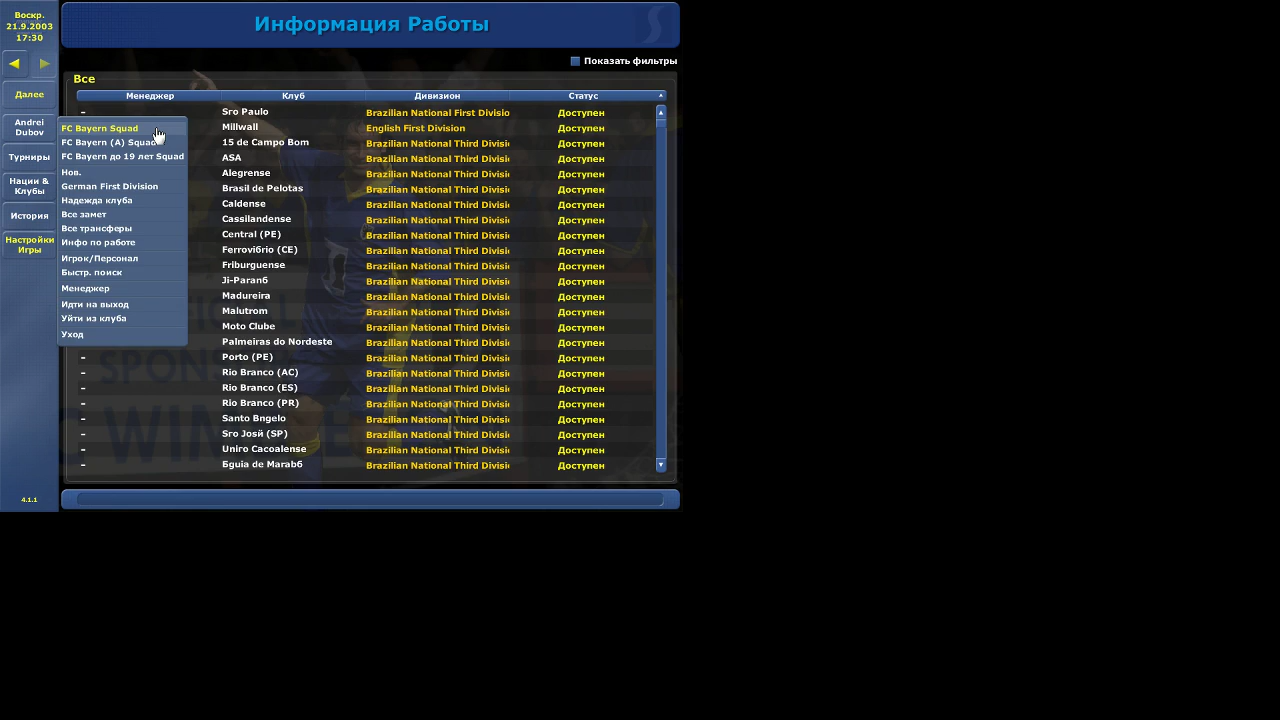 Воскр.
21.9.2003
17:30
Далее
Andrei
Dubov
Турниры
Нации &
Клубы
История
Настройки
Игры
4.1.1
Информация Работы
Показать фильтры
Все
Менеджер Клуб Дивизион Статус
– Sгo Paulo Brazilian National First Divisio Доступен
Millwall English First Division Доступен
15 de Campo Bom Brazilian National Third Divisi Доступен
ASA Brazilian National Third Divisi Доступен
Alegrense Brazilian National Third Divisi Доступен
Brasil de Pelotas Brazilian National Third Divisi Доступен
Caldense Brazilian National Third Divisi Доступен
Cassilandense Brazilian National Third Divisi Доступен
Central (PE) Brazilian National Third Divisi Доступен
Ferroviбrio (CE) Brazilian National Third Divisi Доступен
Friburguense Brazilian National Third Divisi Доступен
Ji-Paranб Brazilian National Third Divisi Доступен
Madureira Brazilian National Third Divisi Доступен
Malutrom Brazilian National Third Divisi Доступен
Moto Clube Brazilian National Third Divisi Доступен
Palmeiras do Nordeste Brazilian National Third Divisi Доступен
– Porto (PE) Brazilian National Third Divisi Доступен
– Rio Branco (AC) Brazilian National Third Divisi Доступен
– Rio Branco (ES) Brazilian National Third Divisi Доступен
– Rio Branco (PR) Brazilian National Third Divisi Доступен
– Santo Вngelo Brazilian National Third Divisi Доступен
– Sгo Josй (SP) Brazilian National Third Divisi Доступен
– Uniгo Cacoalense Brazilian National Third Divisi Доступен
– Бguia de Marabб Brazilian National Third Divisi Доступен
FC Bayern Squad
FC Bayern (A) Squad
FC Bayern до 19 лет Squad
Нов.
German First Division
Надежда клуба
Все замет
Все трансферы
Инфо по работе
Игрок/Персонал
Быстр. поиск
Менеджер
Идти на выход
Уйти из клуба
Уход